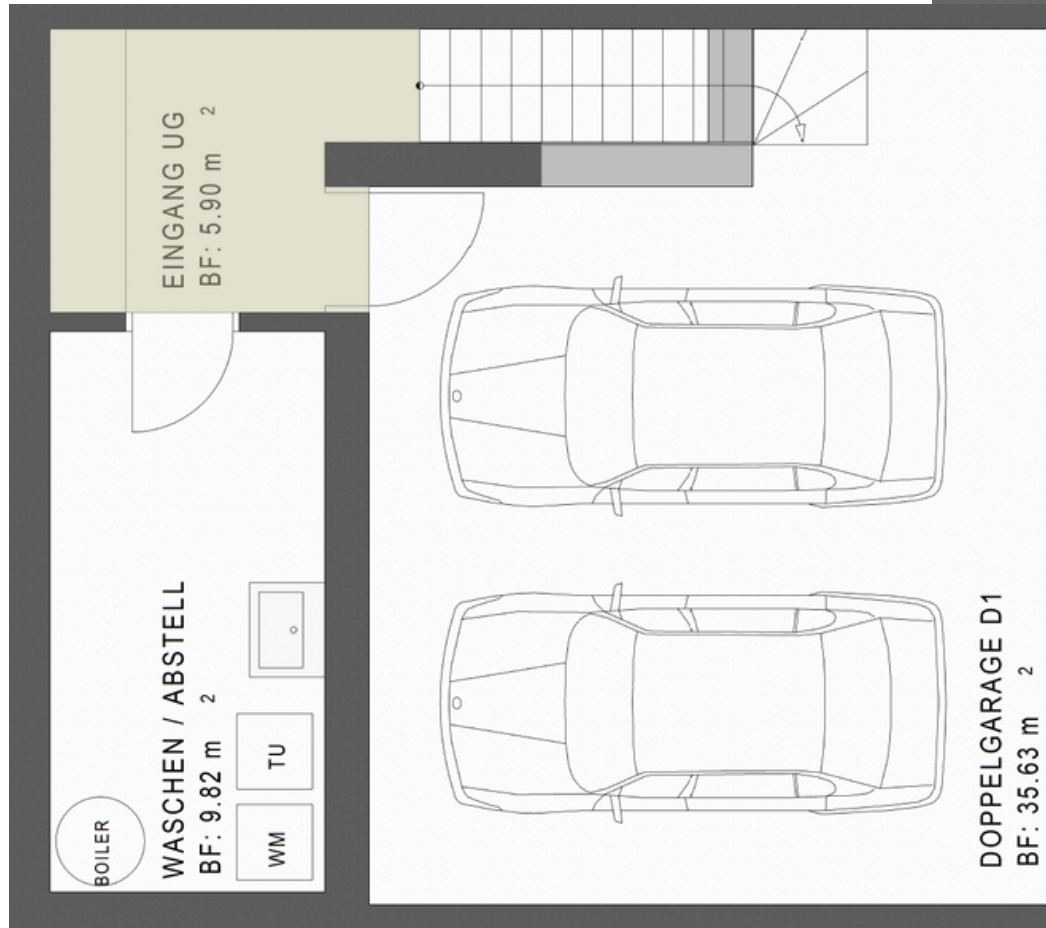 EINGANG UG
BF: 5.90 m 2
WASCHEN / ABSTELL
BF: 9.82 m 2
BOILER
TU
WM
DOPPELGARAGE D1
BF: 35.63 m 2